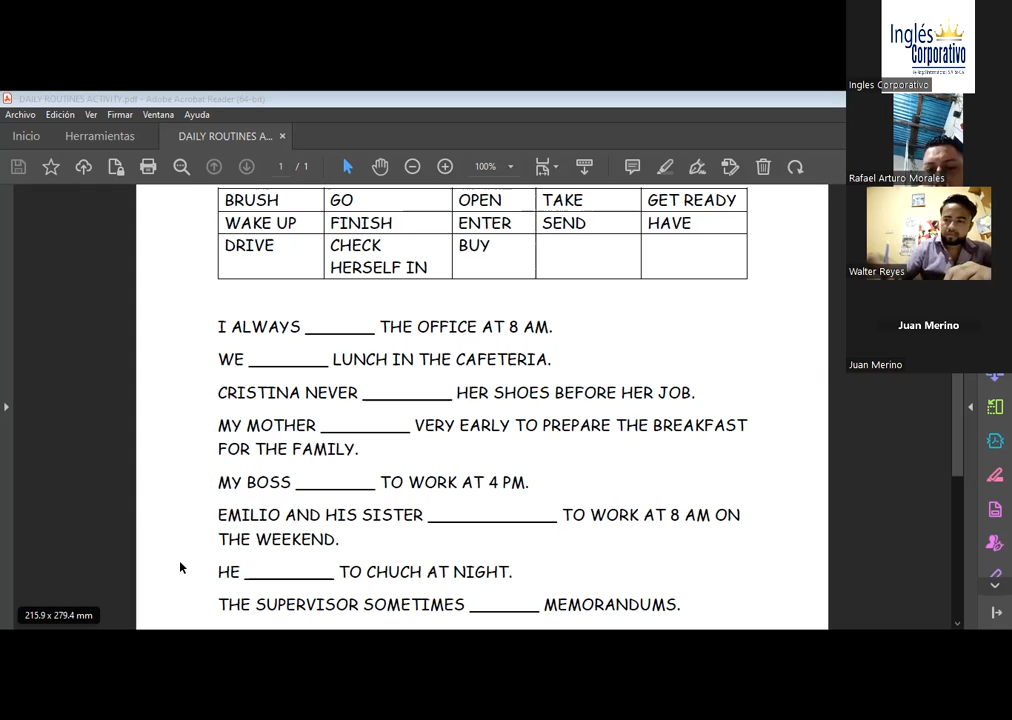 DAILY ROUTINES ACTIVITY.pdf - Adobe Acrobat Reader (64-bit)
Archivo Edición Ver Firmar Ventana Ayuda
Inicio Herramientas DAILY ROUTINES A... ×
1 / 1 100%
BRUSH GO OPEN TAKE GET READY
WAKE UP FINISH ENTER SEND HAVE
DRIVE CHECK HERSELF IN BUY
I ALWAYS _______ THE OFFICE AT 8 AM.
WE ________ LUNCH IN THE CAFETERIA.
CRISTINA NEVER _________ HER SHOES BEFORE HER JOB.
MY MOTHER _________ VERY EARLY TO PREPARE THE BREAKFAST
FOR THE FAMILY.
MY BOSS ________ TO WORK AT 4 PM.
EMILIO AND HIS SISTER _____________ TO WORK AT 8 AM ON
THE WEEKEND.
HE _________ TO CHUCH AT NIGHT.
THE SUPERVISOR SOMETIMES _______ MEMORANDUMS.
215.9 x 279.4 mm
Inglés
Corporativo
Ingles Corporativo
Rafael Arturo Morales
Walter Reyes
Juan Merino
Juan Merino